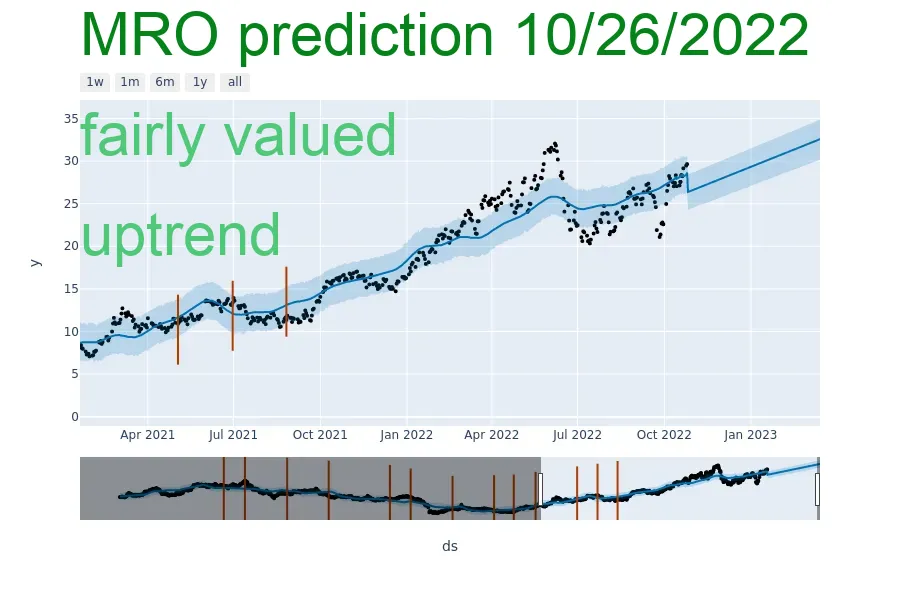 MRO prediction 10/26/2022
1w 1m 6m 1y all
fairly valued
uptrend
35
30
25
20
15
10
5
0
y
Apr 2021 Jul 2021 Oct 2021 Jan 2022 Apr 2022 Jul 2022 Oct 2022 Jan 2023
ds